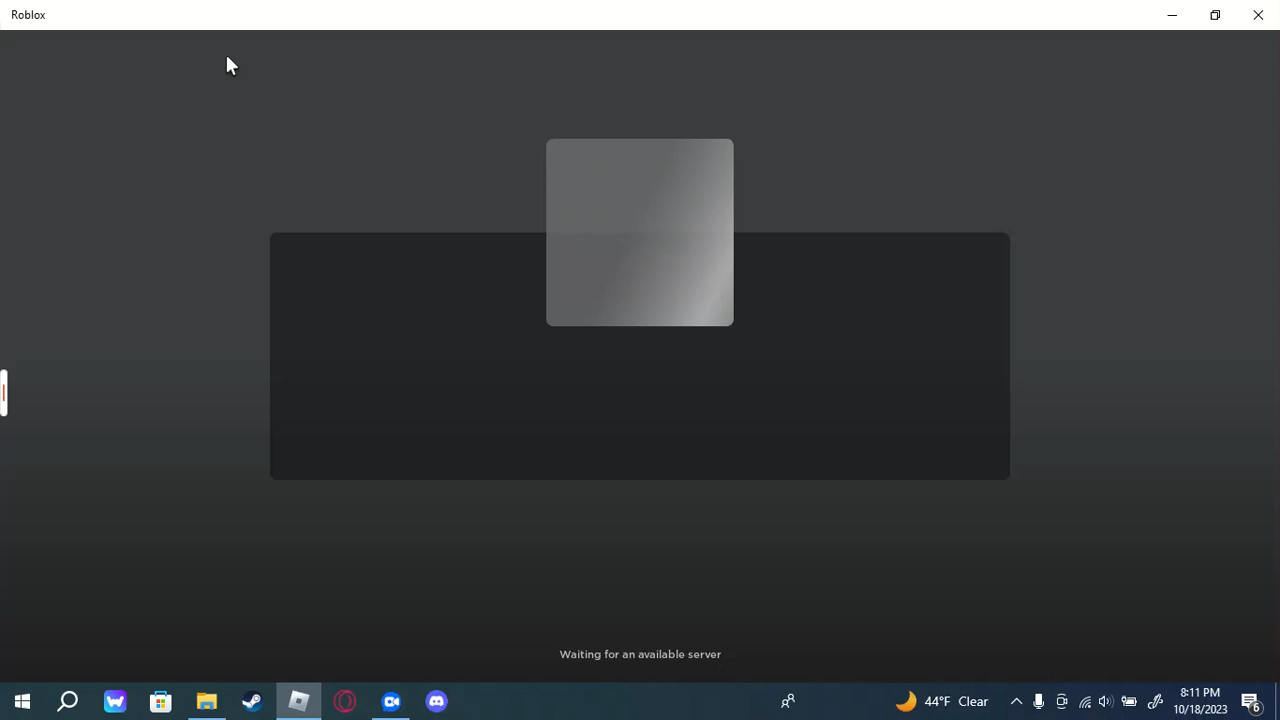 Roblox
Waiting for an available server
44°F Clear
8:11 PM
10/18/2023
6